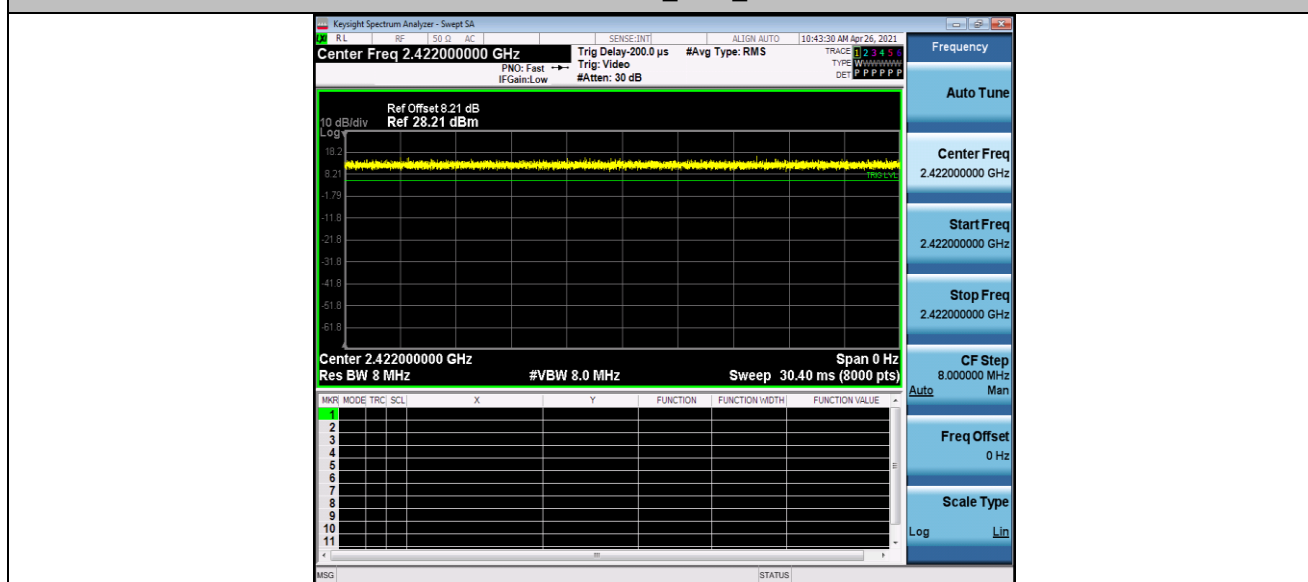 Keysight Spectrum Analyzer - Swept SA
RL RF 50 Ω AC SENSE:INT ALIGN AUTO 10:43:30 AM Apr 26, 2021
Center Freq 2.422000000 GHz
Trig Delay-200.0 µs #Avg Type: RMS
TRACE 1 2 3 4 5 6
PNO: Fast Trig: Video
TYPE WWWWWW
IFGain:Low #Atten: 30 dB
DET P P P P P P
Ref Offset 8.21 dB
10 dB/div Ref 28.21 dBm
Log
18.2
8.21
TRIG LVL
-1.79
-11.8
-21.8
-31.8
-41.8
-51.8
-61.8
Center 2.422000000 GHz Span 0 Hz
Res BW 8 MHz #VBW 8.0 MHz Sweep 30.40 ms (8000 pts)
MKR MODE TRC SCL X Y FUNCTION FUNCTION WIDTH FUNCTION VALUE
1
2
3
4
5
6
7
8
9
10
11
MSG STATUS
Frequency
Auto Tune
Center Freq
2.422000000 GHz
Start Freq
2.422000000 GHz
Stop Freq
2.422000000 GHz
CF Step
8.000000 MHz
Auto Man
Freq Offset
0 Hz
Scale Type
Log Lin